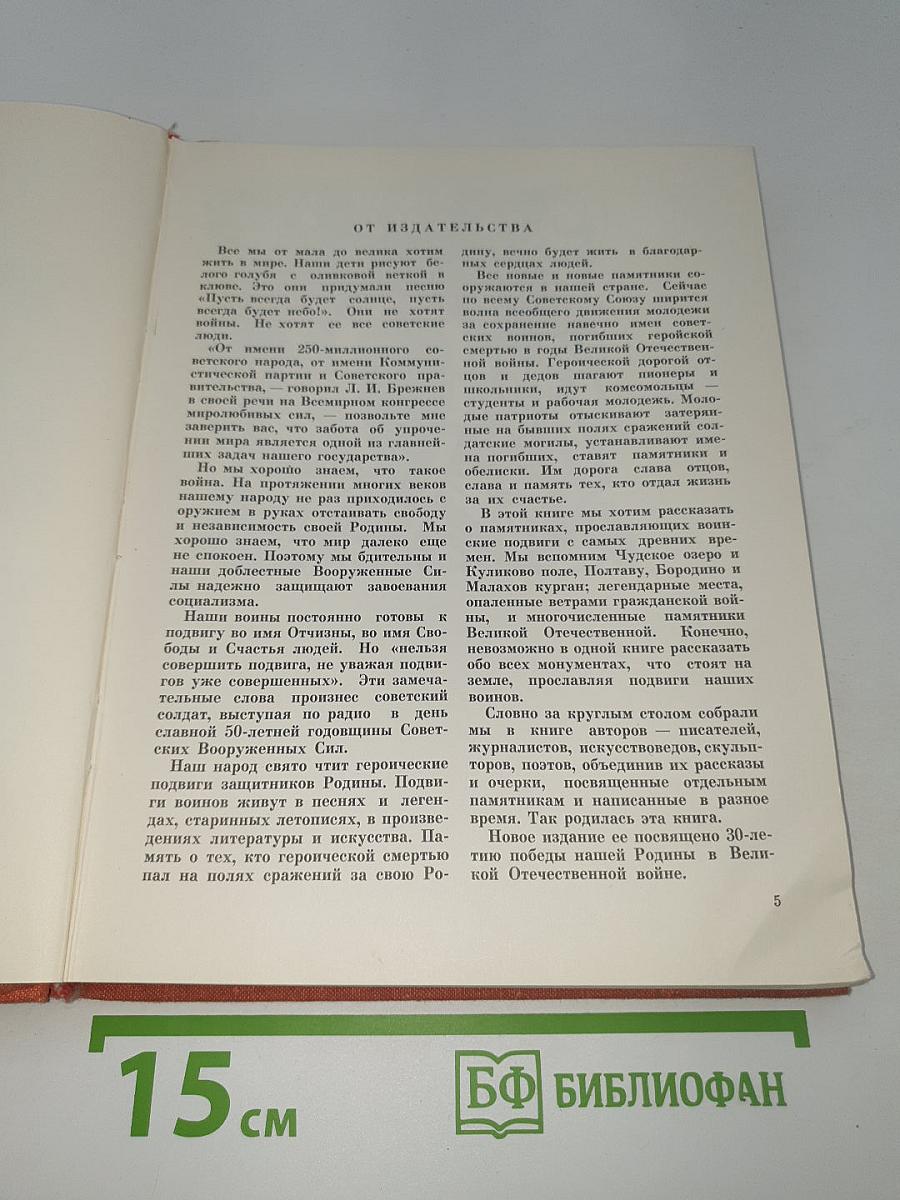 ОТ ИЗДАТЕЛЬСТВА
Все мы от мала до велика хотим
жить в мире. Наши дети рисуют бе-
лого голубя с оливковой веткой в
клюве. Это они придумали песню
«Пусть всегда будет солнце, пусть
всегда будет небо!». Они не хотят
войны. Не хотят ее все советские
люди.
«От имени 250-миллионного со-
ветского народа, от имени Коммуни-
стической партии и Советского пра-
вительства, — говорил Л. И. Брежнев
в своей речи на Всемирном конгрессе
миролюбивых сил, — позвольте мне
заверить вас, что забота об упроче-
нии мира является одной из главней-
ших задач нашего государства».
Но мы хорошо знаем, что такое
война. На протяжении многих веков
нашему народу не раз приходилось с
оружием в руках отстаивать свободу
и независимость своей Родины. Мы
хорошо знаем, что мир далеко еще
не спокоен. Поэтому мы бдительны и
наши доблестные Вооруженные Си-
лы надежно защищают завоевания
социализма.
Наши воины постоянно готовы к
подвигу во имя Отчизны, во имя Сво-
боды и Счастья людей. Но «нельзя
совершить подвига, не уважая подви-
гов уже совершенных». Эти замеча-
тельные слова произнес советский
солдат, выступая по радио в день
славной 50-летней годовщины Совет-
ских Вооруженных Сил.
Наш народ свято чтит героические
подвиги защитников Родины. Подви-
ги воинов живут в песнях и леген-
дах, старинных летописях, в произве-
дениях литературы и искусства. Па-
мять о тех, кто героической смертью
пал на полях сражений за свою Ро-
дину, вечно будет жить в благодар-
ных сердцах людей.
Все новые и новые памятники со-
оружаются в нашей стране. Сейчас
по всему Советскому Союзу ширится
волна всеобщего движения молодежи
за сохранение навечно имен совет-
ских воинов, погибших геройской
смертью в годы Великой Отечествен-
ной войны. Героической дорогой от-
цов и дедов шагают пионеры и
школьники, идут комсомольцы —
студенты и рабочая молодежь. Моло-
дые патриоты отыскивают затерян-
ные на бывших полях сражений сол-
датские могилы, устанавливают име-
на погибших, ставят памятники и
обелиски. Им дорога слава отцов,
слава и память тех, кто отдал жизнь
за их счастье.
В этой книге мы хотим рассказать
о памятниках, прославляющих воин-
ские подвиги с самых древних вре-
мен. Мы вспомним Чудское озеро и
Куликово поле, Полтаву, Бородино и
Малахов курган; легендарные места,
опаленные ветрами гражданской вой-
ны, и многочисленные памятники
Великой Отечественной. Конечно,
невозможно в одной книге рассказать
обо всех монументах, что стоят на
земле, прославляя подвиги наших
воинов.
Словно за круглым столом собрали
мы в книге авторов — писателей,
журналистов, искусствоведов, скульп-
торов, поэтов, объединив их рассказы
и очерки, посвященные отдельным
памятникам и написанные в разное
время. Так родилась эта книга.
Новое издание ее посвящено 30-ле-
тию победы нашей Родины в Вели-
кой Отечественной войне.
5
15 см
БФ БИБЛИОФАН